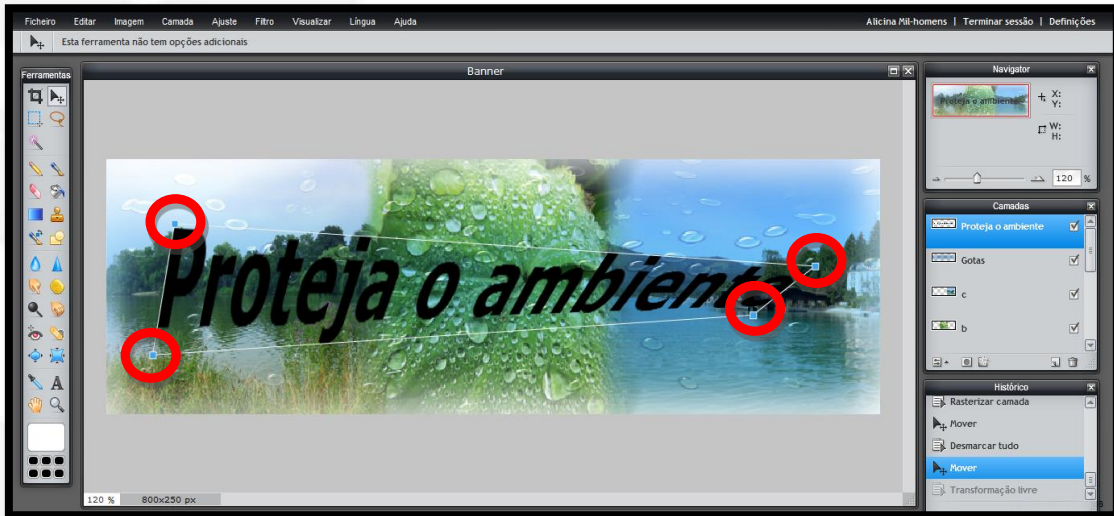 Ficheiro Editar Imagem Camada Ajuste Filtro Visualizar Língua Ajuda Alicina Mil-homens | Terminar sessão | Definições
Esta ferramenta não tem opções adicionais
Ferramentas
Banner
Proteja o ambiente
120 % 800x250 px
Navigator
Proteja o ambiente
X:
Y:
W:
H:
120 %
Camadas
Proteja o ambiente
Gotas
c
b
Histórico
Rasterizar camada
Mover
Desmarcar tudo
Mover
Transformação livre